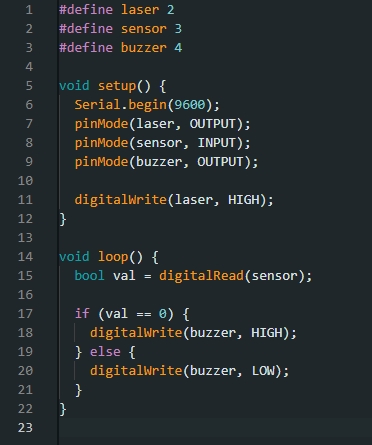 1 #define laser 2
2 #define sensor 3
3 #define buzzer 4
4
5 void setup() {
6   Serial.begin(9600);
7   pinMode(laser, OUTPUT);
8   pinMode(sensor, INPUT);
9   pinMode(buzzer, OUTPUT);
10
11   digitalWrite(laser, HIGH);
12 }
13
14 void loop() {
15   bool val = digitalRead(sensor);
16
17   if (val == 0) {
18     digitalWrite(buzzer, HIGH);
19   } else {
20     digitalWrite(buzzer, LOW);
21   }
22 }
23